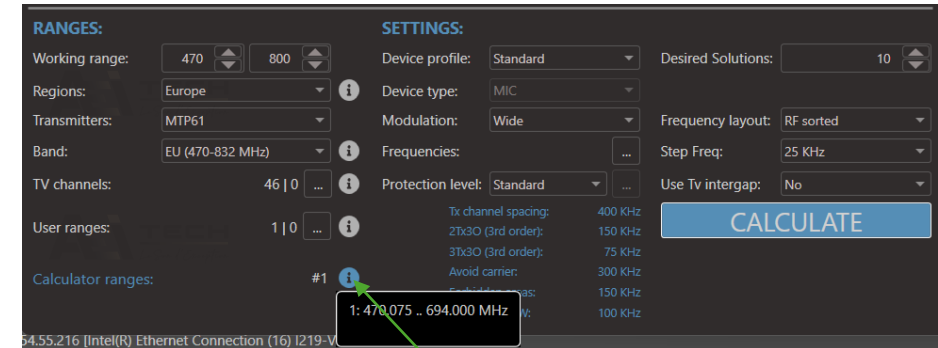 RANGES:
SETTINGS:
Working range: 470 800
Device profile: Standard
Desired Solutions: 10
Regions: Europe
Device type: MIC
Transmitters: MTP61
Modulation: Wide
Frequency layout: RF sorted
Band: EU (470-832 MHz)
Frequencies: ...
Step Freq: 25 KHz
TV channels: 46 | 0 ...
Protection level: Standard ...
Use Tv intergap: No
User ranges: 1 | 0 ...
Tx channel spacing: 400 KHz
2Tx3O (3rd order): 150 KHz
3Tx3O (3rd order): 75 KHz
CALCULATE
Calculator ranges: #1
Avoid carrier: 300 KHz
150 KHz
100 KHz
1: 470.075 .. 694.000 MHz
54.55.216 [Intel(R) Ethernet Connection (16) I219-V